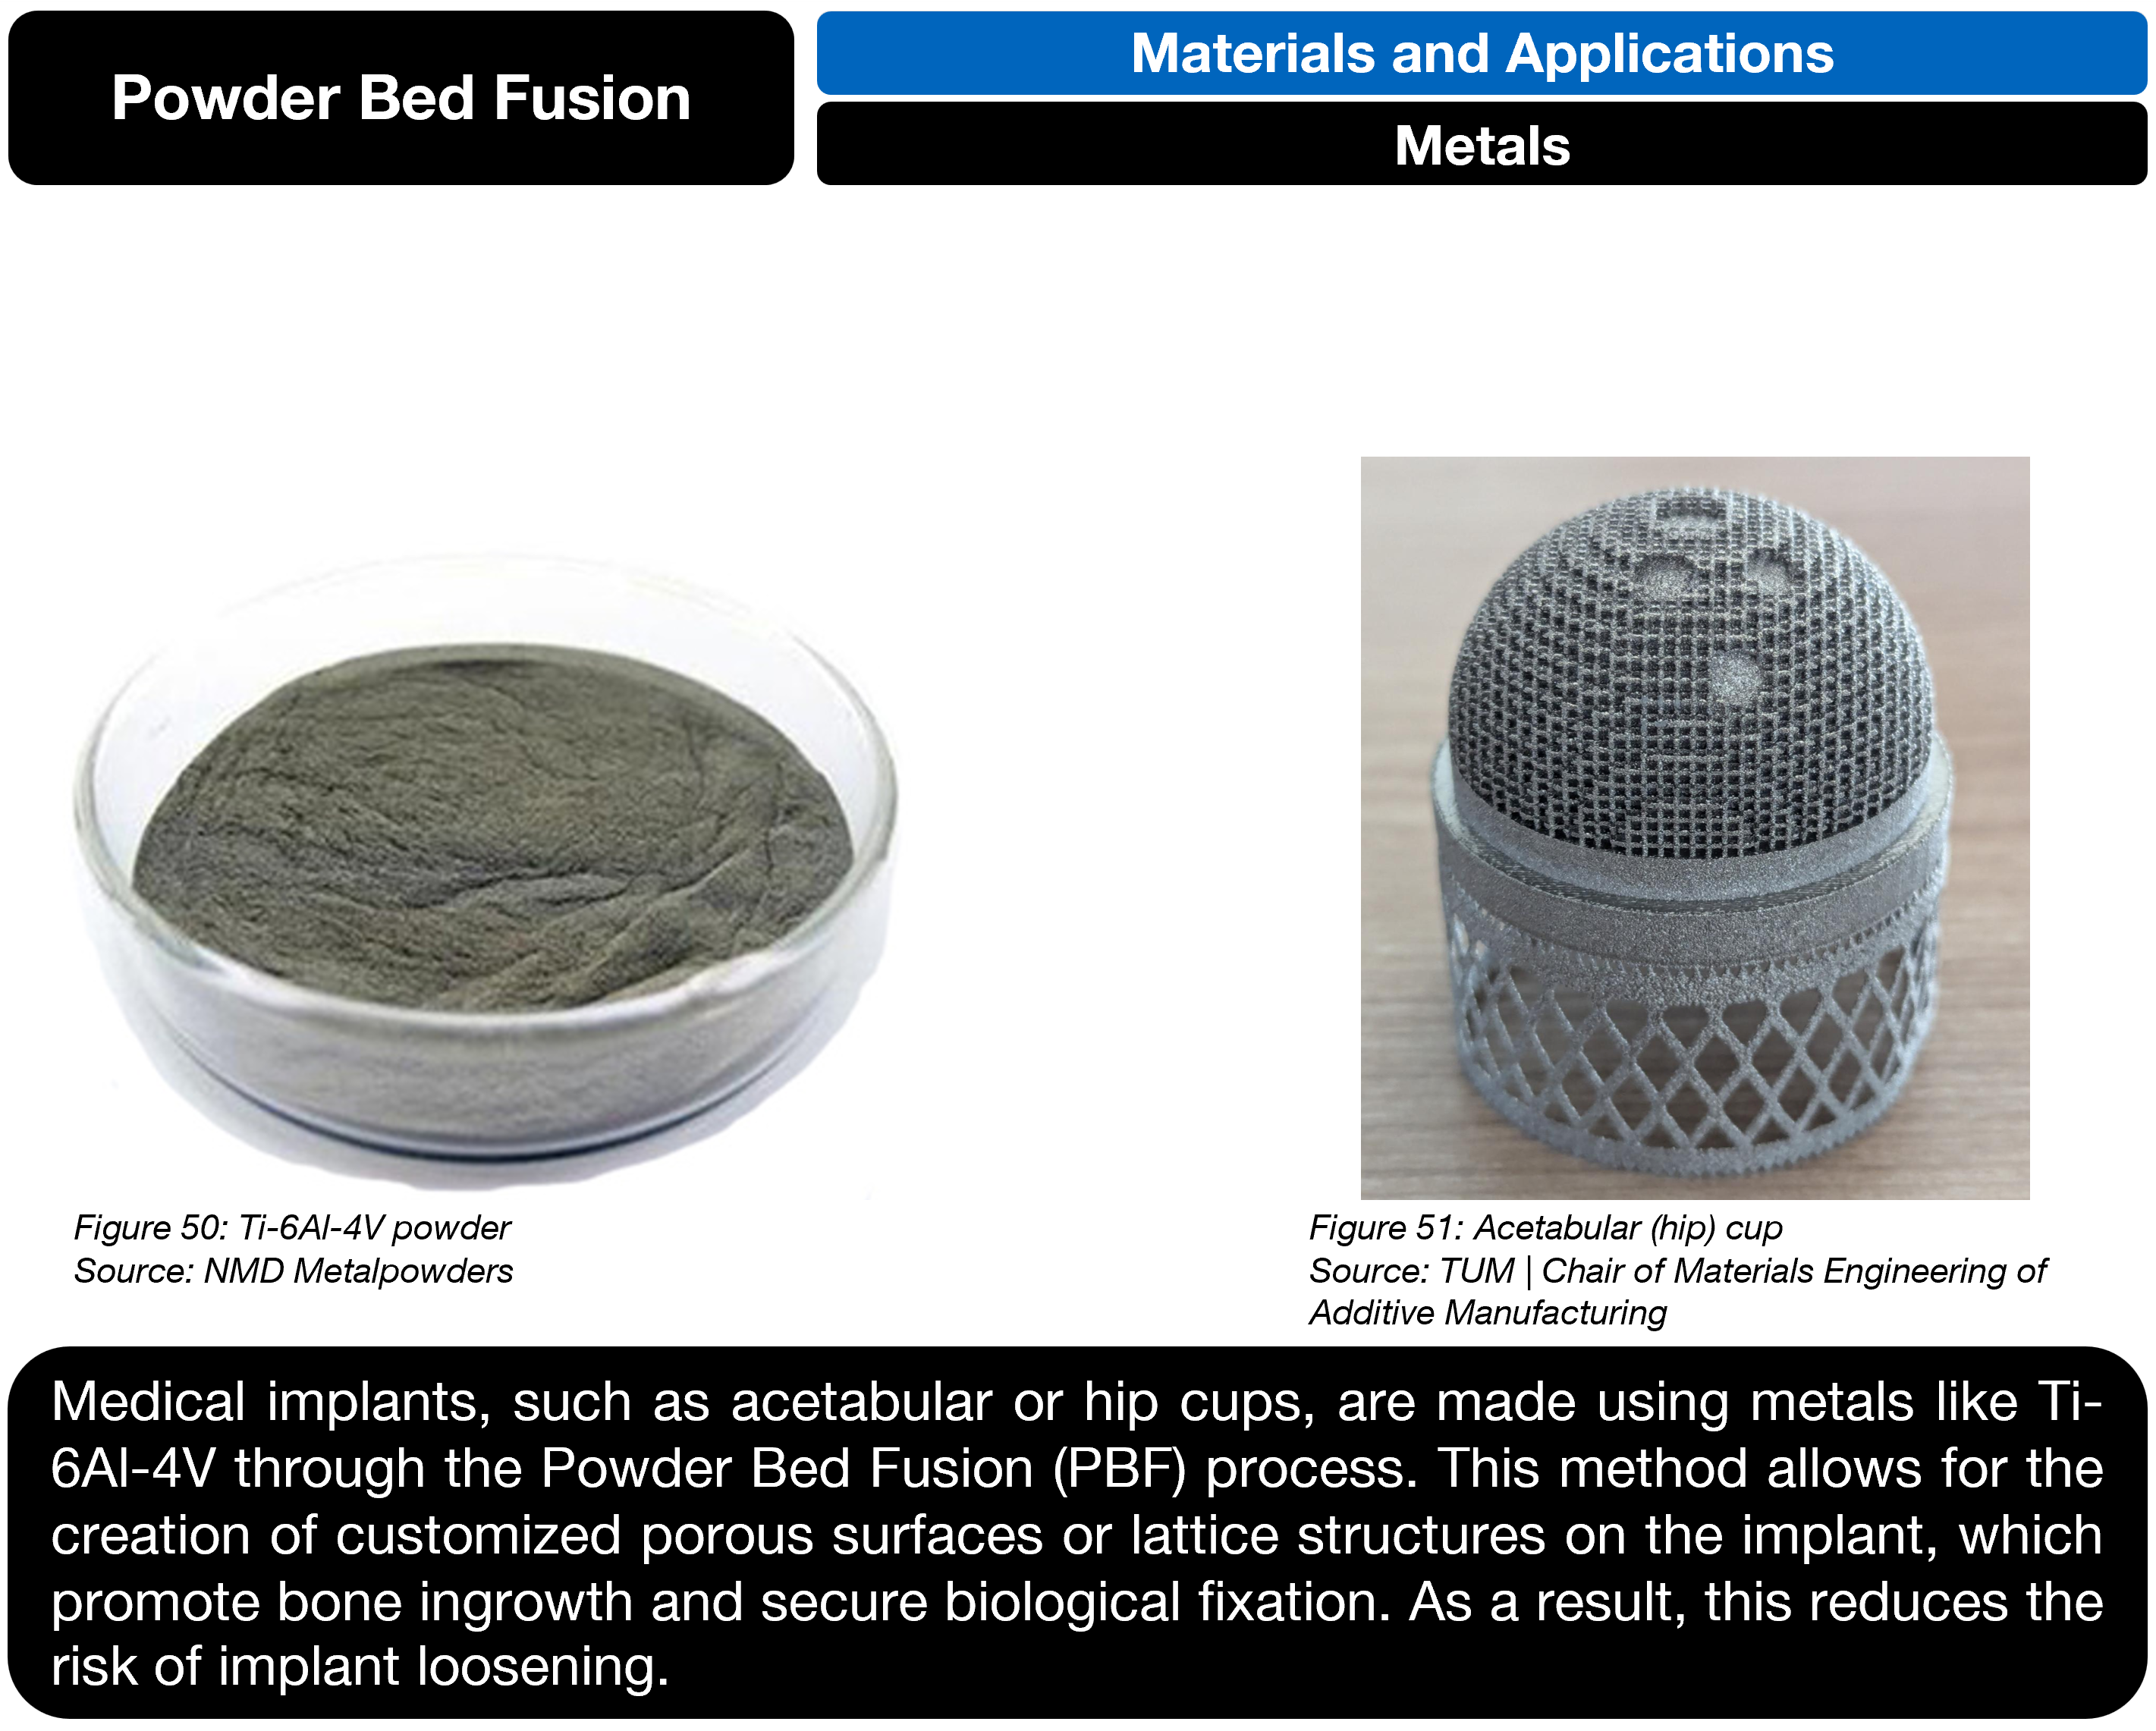 Powder Bed Fusion
Materials and Applications
Metals
Figure 50: Ti-6Al-4V powder
Source: NMD Metalpowders
Figure 51: Acetabular (hip) cup
Source: TUM | Chair of Materials Engineering of
Additive Manufacturing
Medical implants, such as acetabular or hip cups, are made using metals like Ti-
6Al-4V through the Powder Bed Fusion (PBF) process. This method allows for the
creation of customized porous surfaces or lattice structures on the implant, which
promote bone ingrowth and secure biological fixation. As a result, this reduces the
risk of implant loosening.